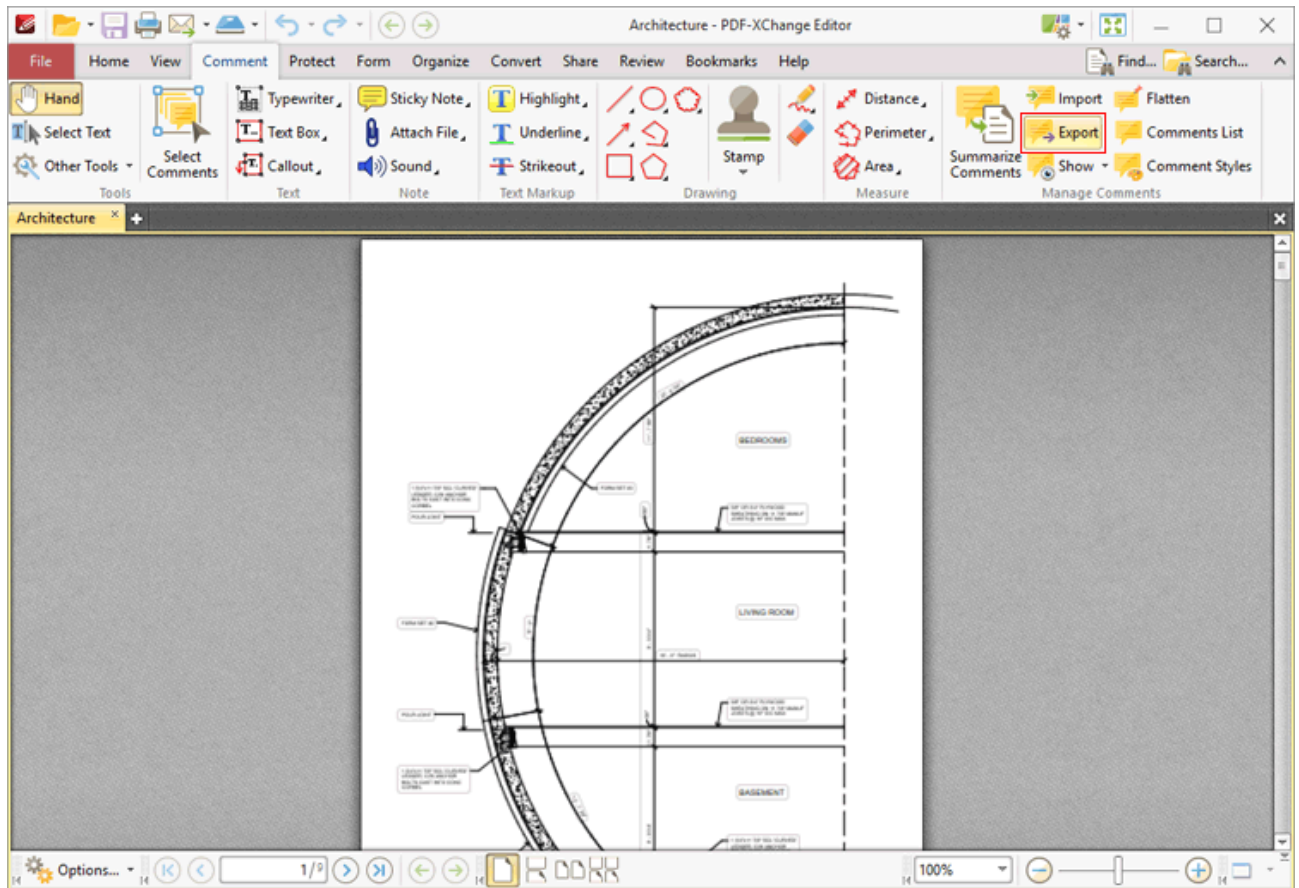 Architecture - PDF-XChange Editor
File Home View Comment Protect Form Organize Convert Share Review Bookmarks Help Find... Search...
Hand Typewriter Sticky Note Highlight Distance Import Flatten
Select Text Text Box Attach File Underline Perimeter Export Comments List
Other Tools Select Comments Callout Sound Strikeout Stamp Area Summarize Comments Show Comment Styles
Tools Text Note Text Markup Drawing Measure Manage Comments
Architecture
BEDROOMS
LIVING ROOM
BASEMENT
Options... 1/9 100%